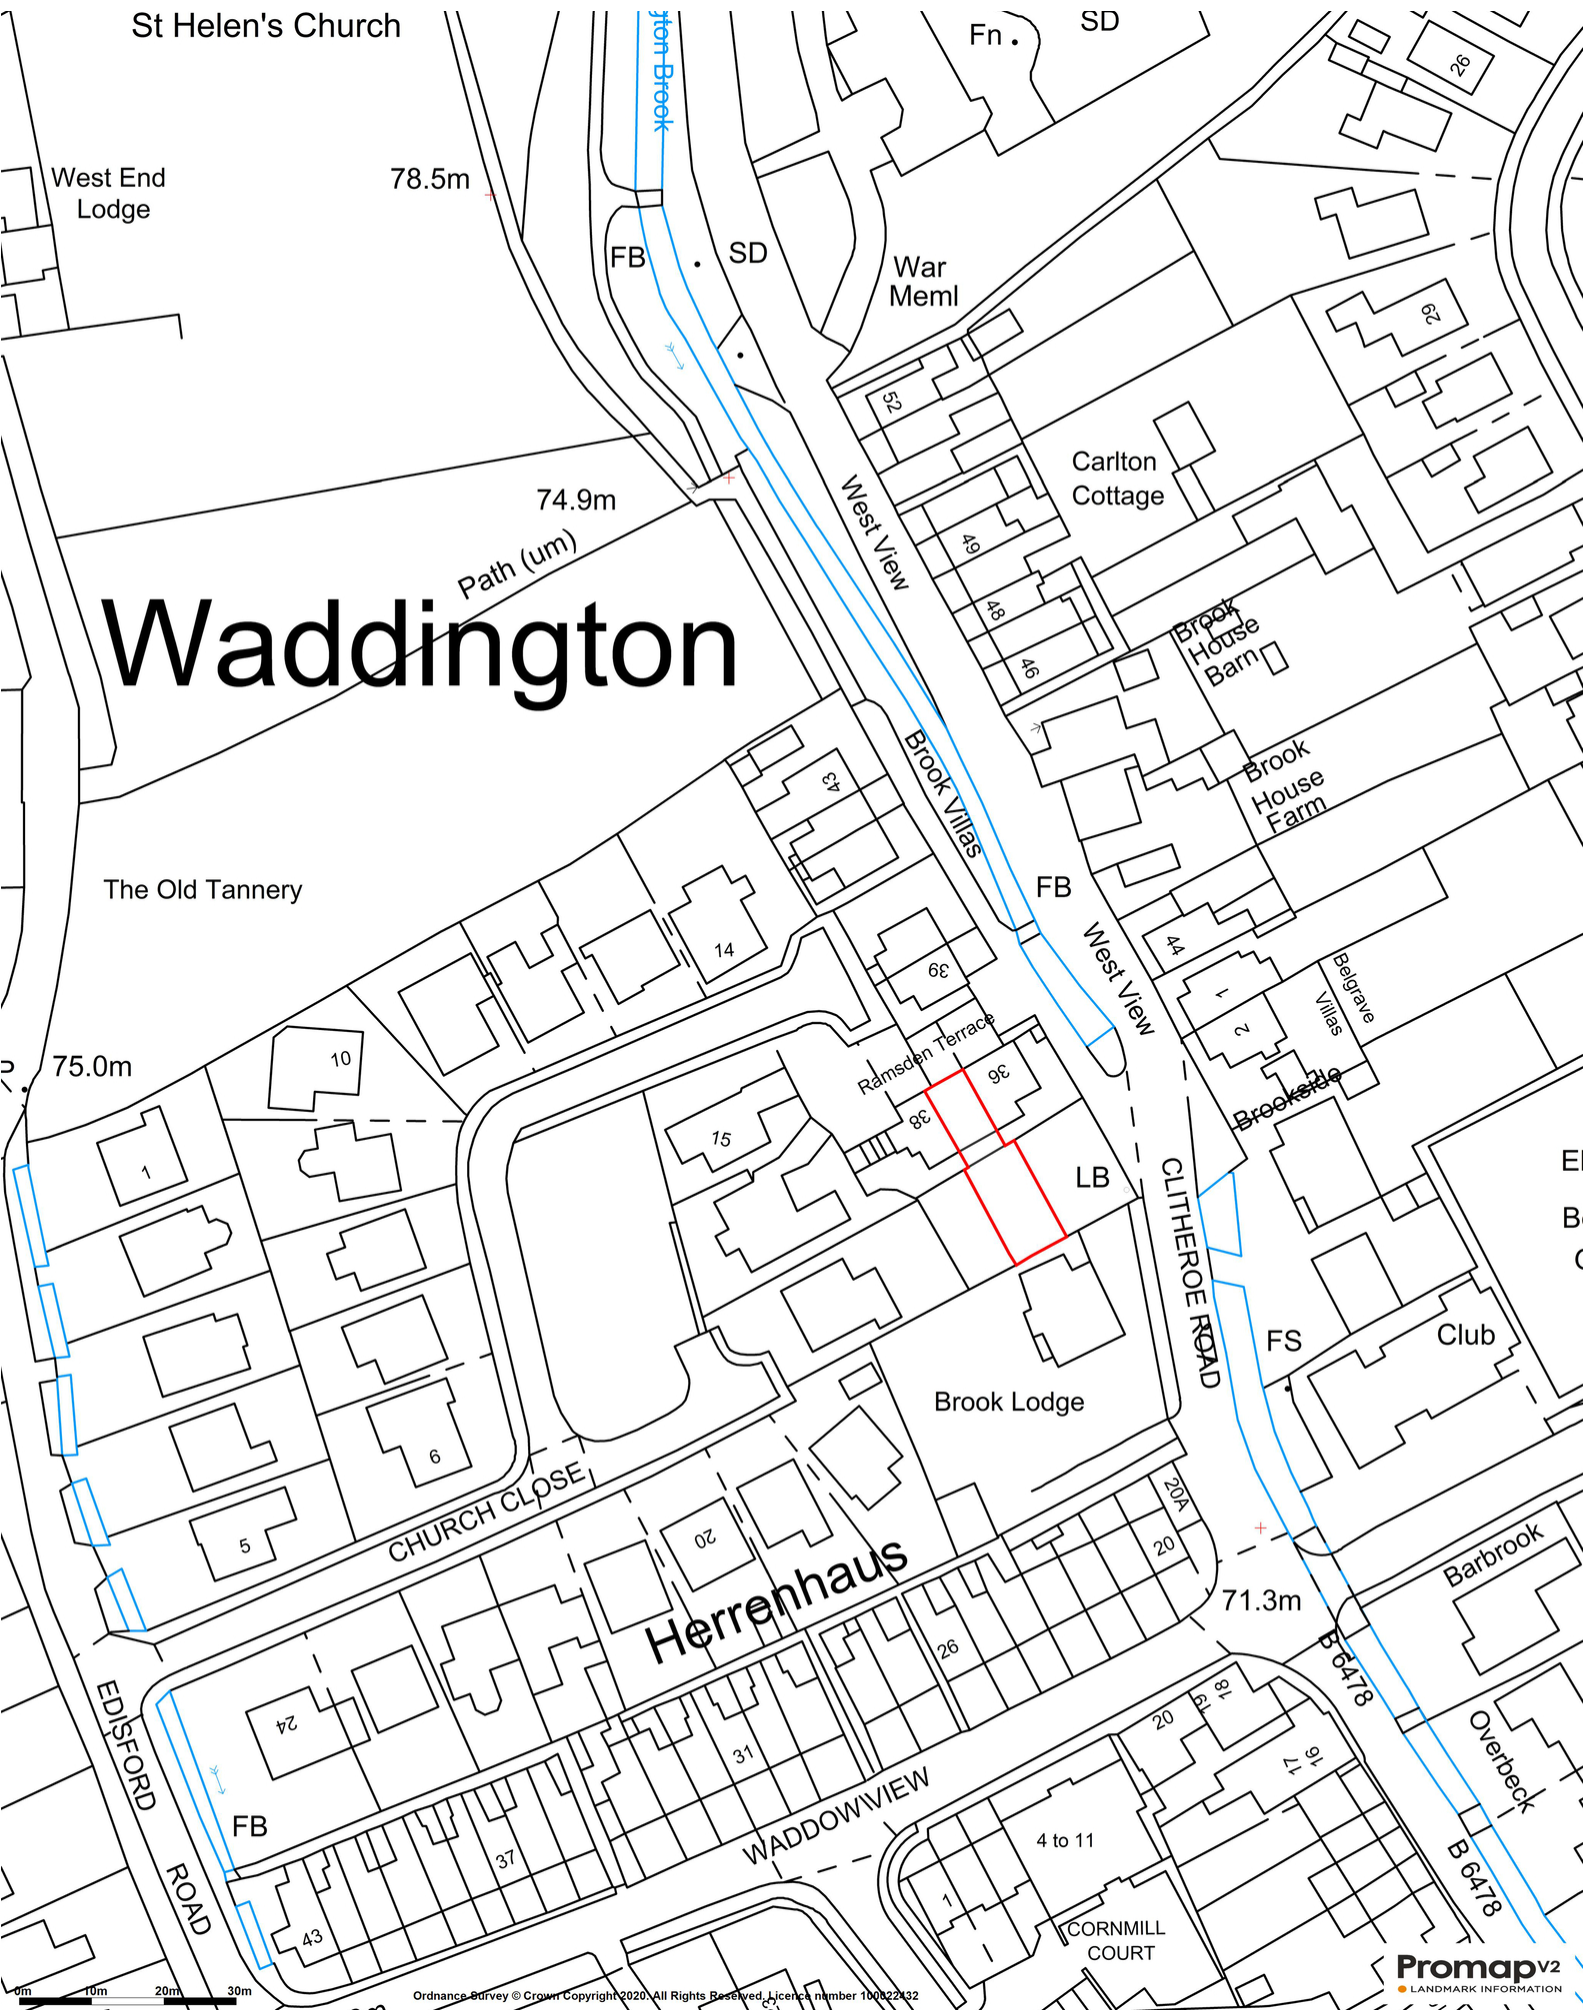 St Helen's Church
gton Brook
Fn
SD
26
West End
Lodge
78.5m
FB
SD
War
Meml
29
52
Carlton
Cottage
74.9m
Path (um)
West View
49
48
46
Waddington
Brook
House
Barn
Brook
House
Farm
43
Brook Villas
The Old Tannery
FB
14
West View
44
39
1
2
Belgrave
Villas
Ramsden Terrace
75.0m
10
36
38
Brookside
15
1
LB
CLITHEROE ROAD
FS
Club
Brook Lodge
6
5
CHURCH CLOSE
20A
20
20
Herrenhaus
Barbrook
71.3m
26
B 6478
EDISFORD
ROAD
24
18
19
20
16
17
Overbeck
31
WADDOW VIEW
FB
37
4 to 11
B 6478
1
43
CORNMILL
COURT
Promap V2
LANDMARK INFORMATION
0m 10m 20m 30m
Ordnance Survey © Crown Copyright 2020. All Rights Reserved. Licence number 100022432